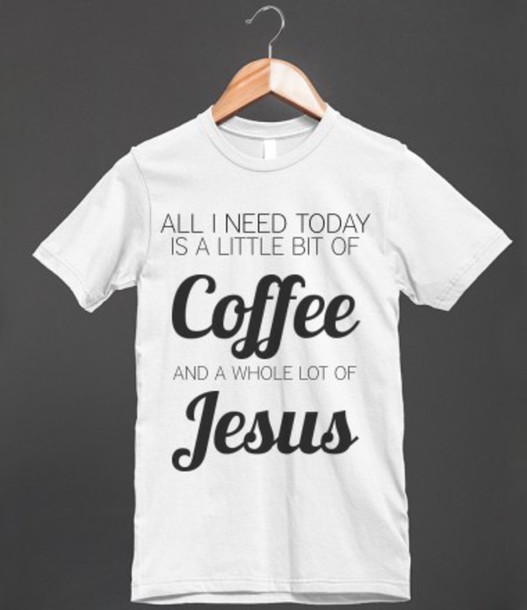 ALL I NEED TODAY
IS A LITTLE BIT OF
Coffee
AND A WHOLE LOT OF
Jesus